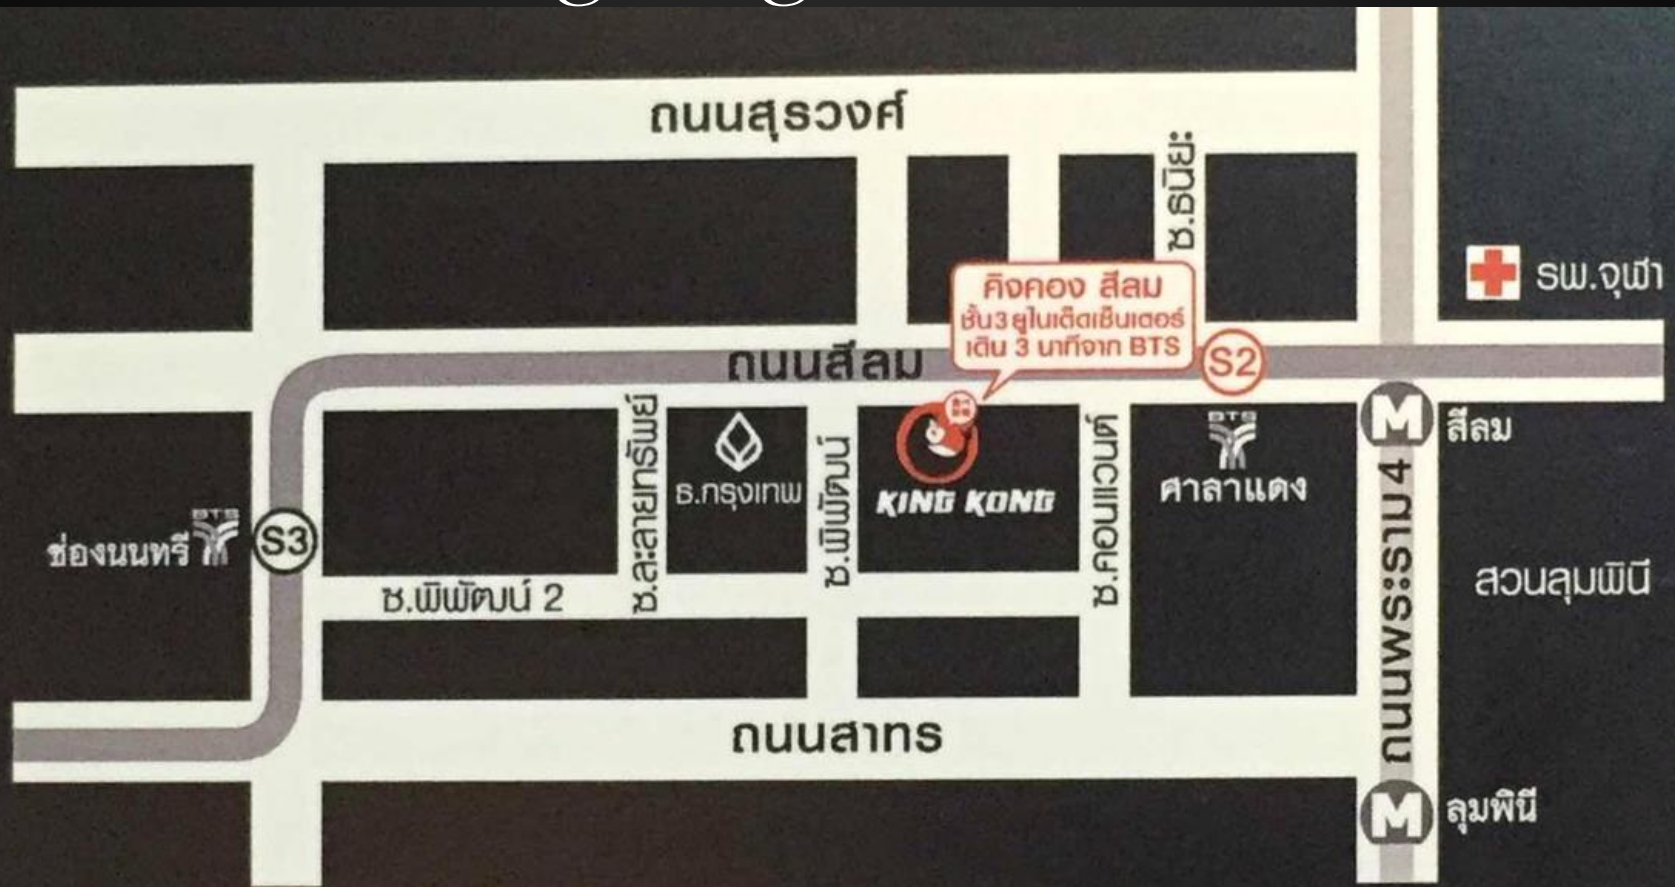 ถนนสุรวงศ์
ซ.ธนิยะ
รพ.จุฬา
คิงคอง สีลม
ชั้น3ยูไนเต็ดเซ็นเตอร์
เดิน 3 นาทีจาก BTS
ถนนสีลม
S2
M
สีลม
ซ.ละลายทรัพย์
ธ.กรุงเทพ
ซ.พิพัฒน์
KING KONG
ซ.คอนแวนต์
BTS
ศาลาแดง
ถนนพระราม4
BTS
ช่องนนทรี
S3
ซ.พิพัฒน์ 2
สวนลุมพินี
ถนนสาทร
M
ลุมพินี